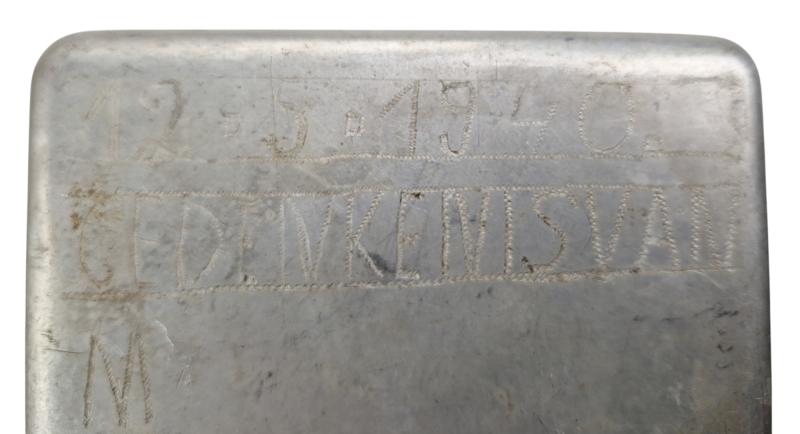 12-5-1940.
GEDENKENISVAN
M